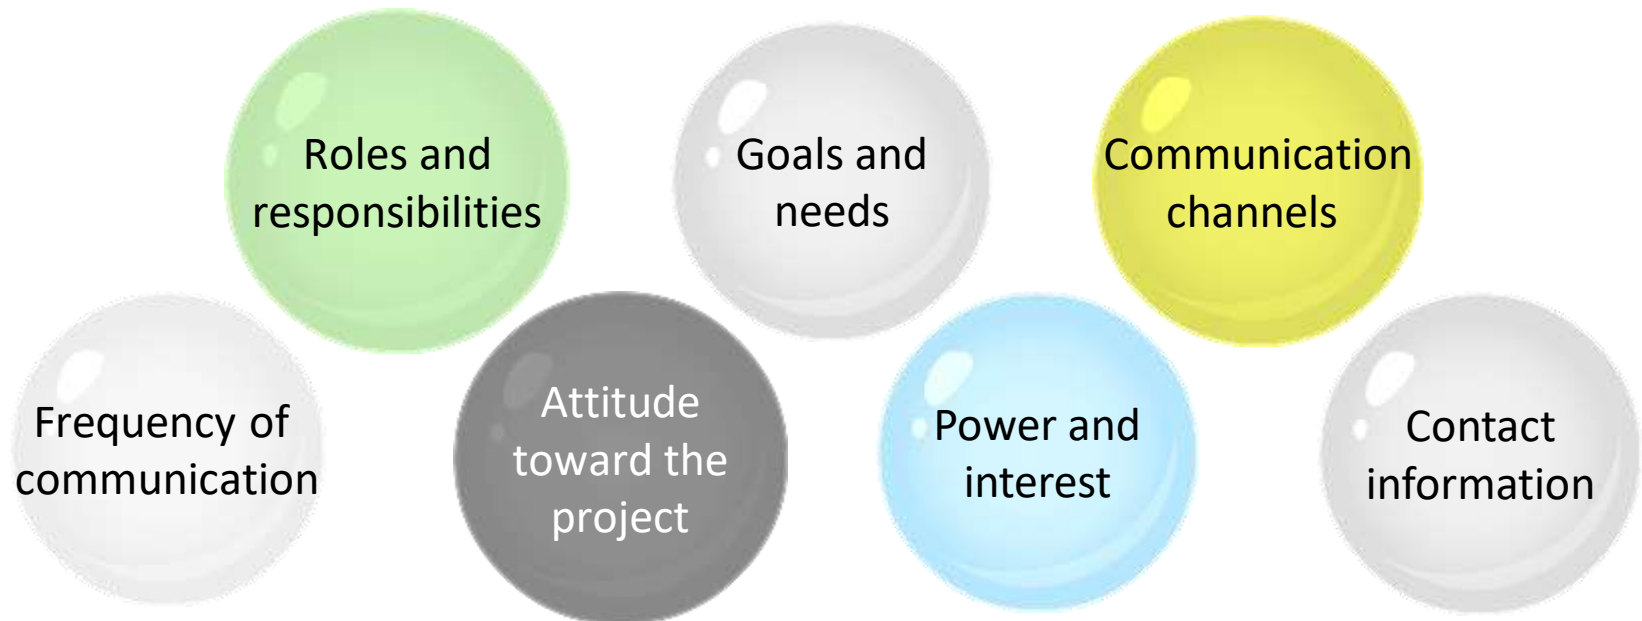 Roles and
responsibilities
Goals and
needs
Communication
channels
Frequency of
communication
Attitude
toward the
project
Power and
interest
Contact
information